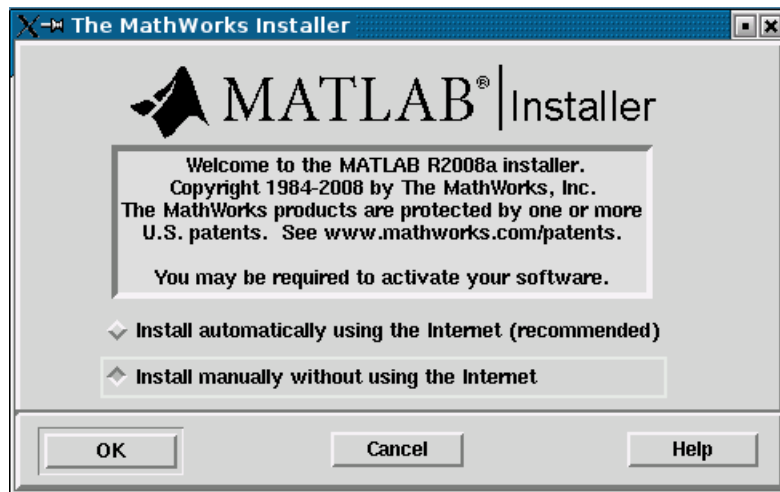 The MathWorks Installer
MATLAB® Installer
Welcome to the MATLAB R2008a installer.
Copyright 1984-2008 by The MathWorks, Inc.
The MathWorks products are protected by one or more
U.S. patents.  See www.mathworks.com/patents.
You may be required to activate your software.
Install automatically using the Internet (recommended)
Install manually without using the Internet
OK Cancel Help